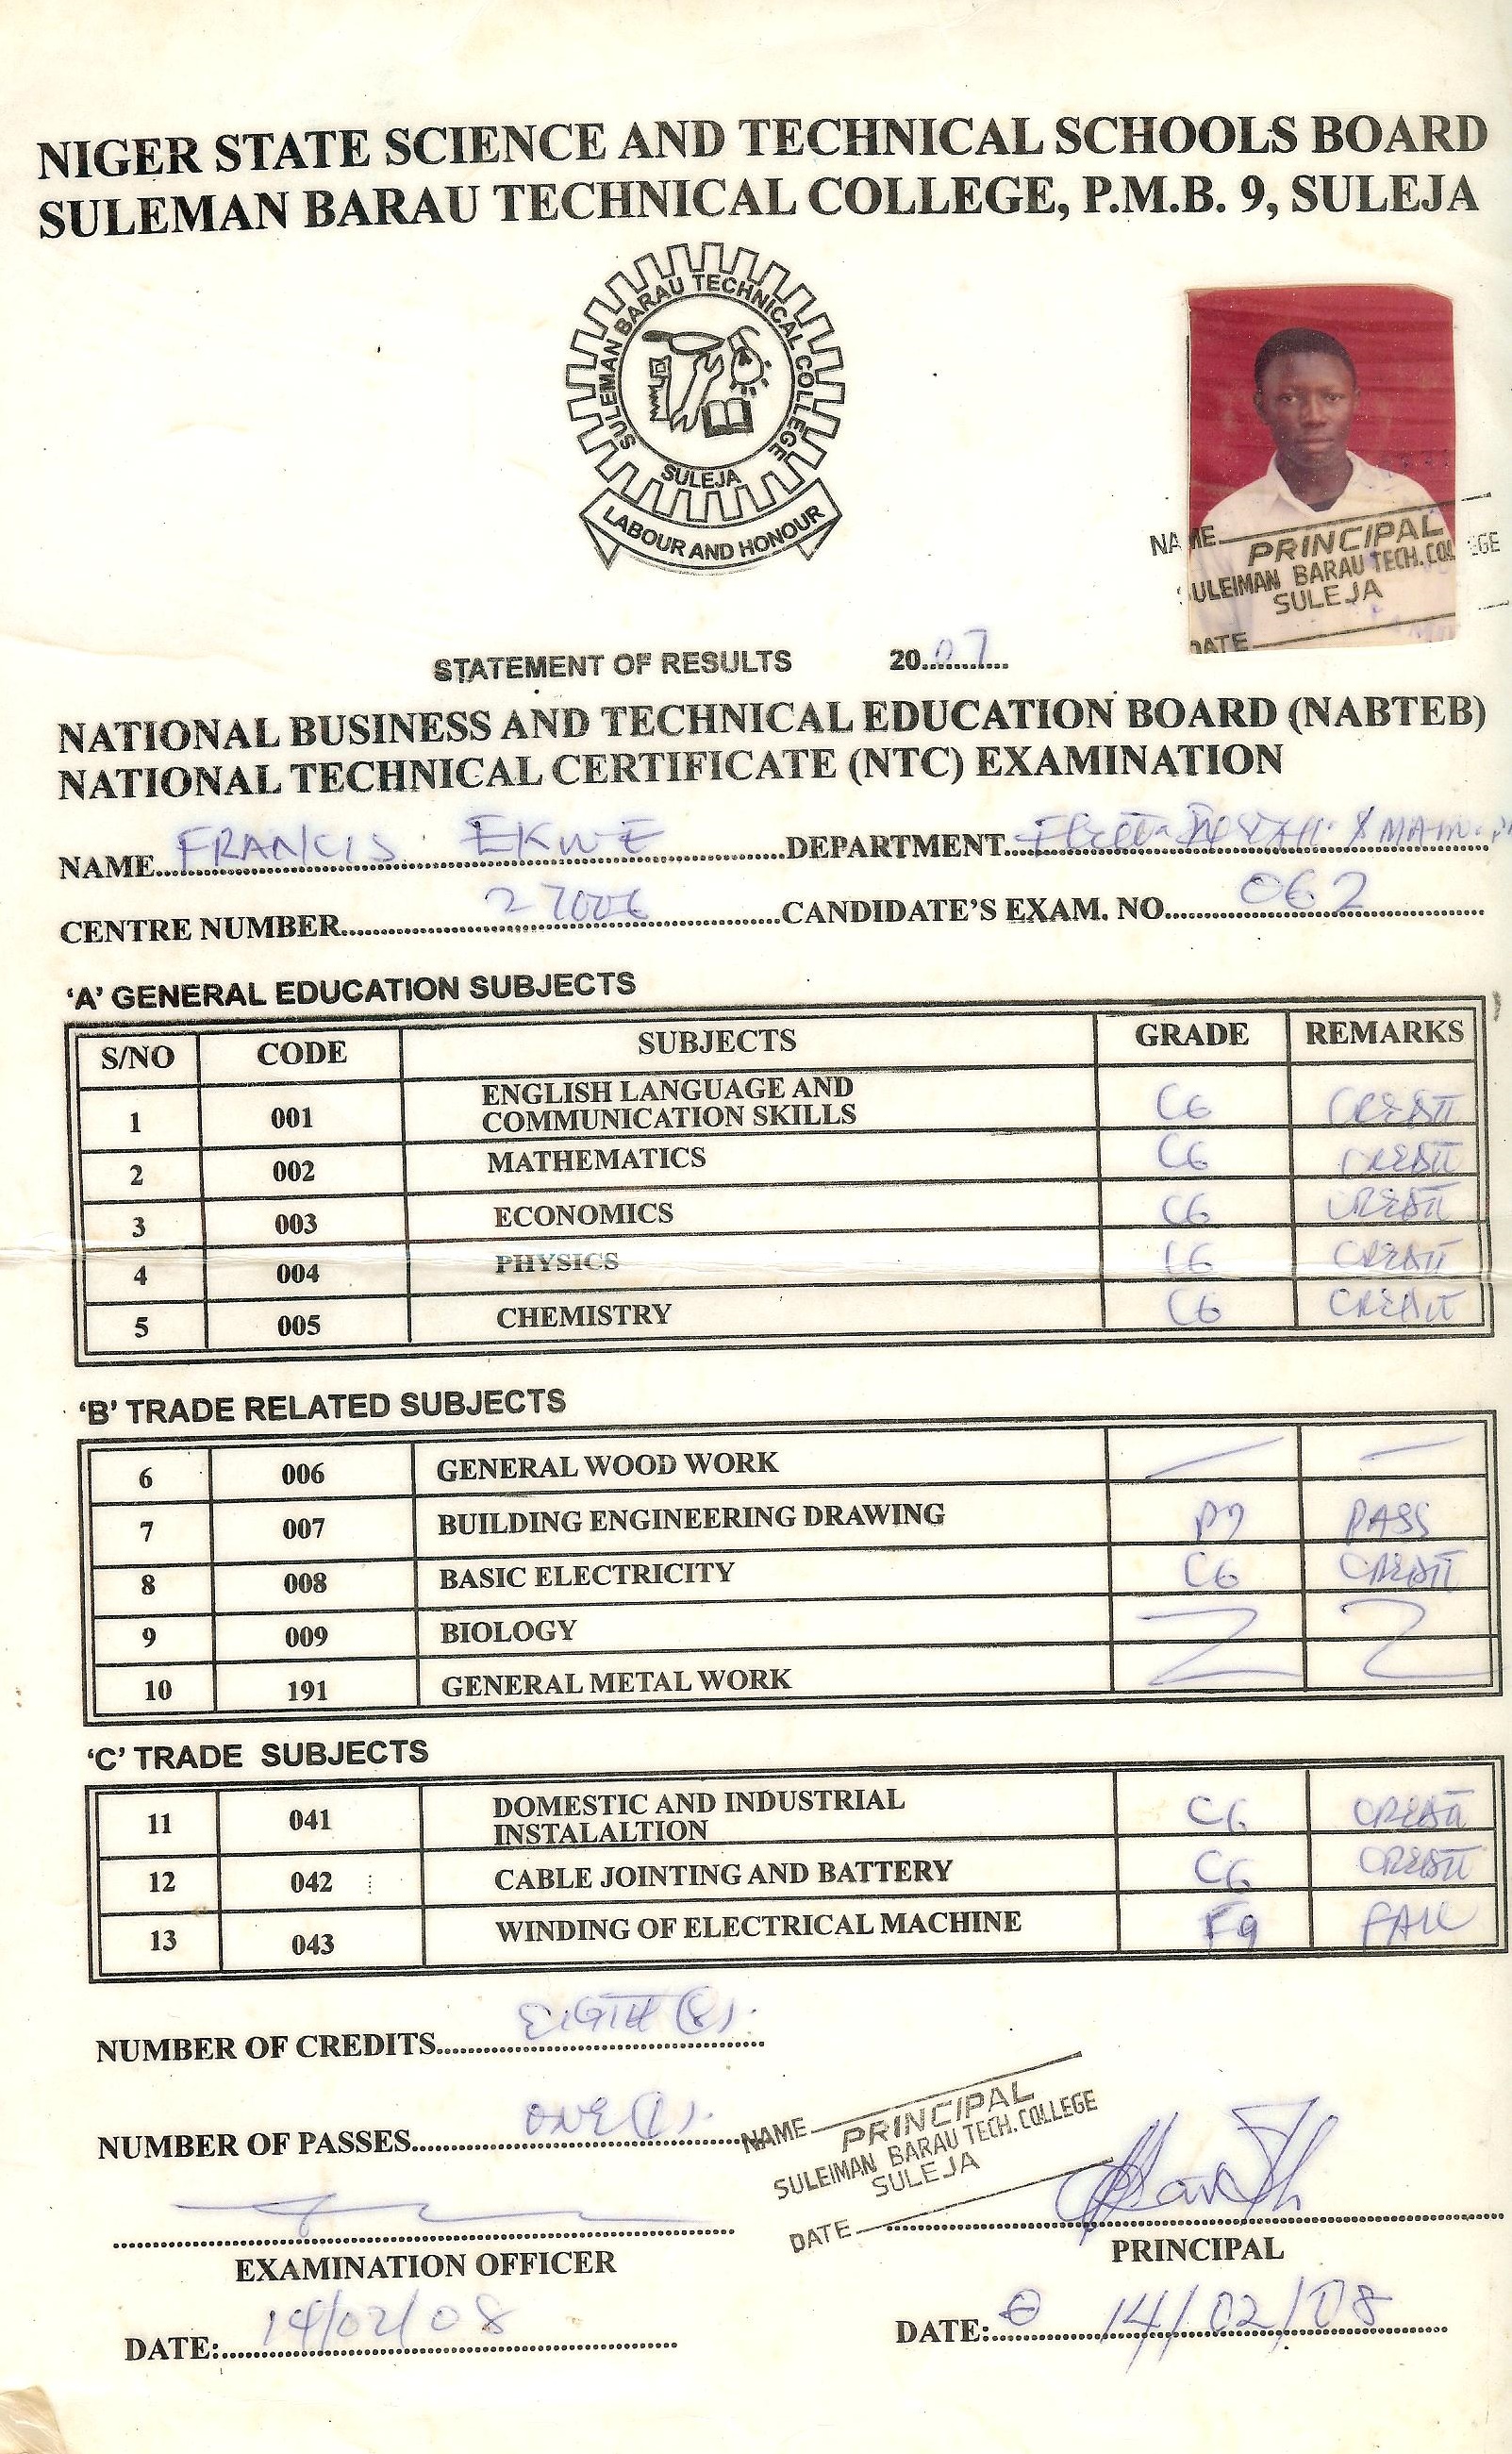 NIGER STATE SCIENCE AND TECHNICAL SCHOOLS BOARD
SULEMAN BARAU TECHNICAL COLLEGE, P.M.B. 9, SULEJA
SULEMAN BARAU TECHNICAL COLLEGE
SULEJA
LABOUR AND HONOUR
NAME
PRINCIPAL
SULEIMAN BARAU TECH. COLLEGE
SULEJA
DATE
STATEMENT OF RESULTS 2007
NATIONAL BUSINESS AND TECHNICAL EDUCATION BOARD (NABTEB)
NATIONAL TECHNICAL CERTIFICATE (NTC) EXAMINATION
NAME FRANCIS EKWE DEPARTMENT
CENTRE NUMBER 27006 CANDIDATE'S EXAM. NO. 062
'A' GENERAL EDUCATION SUBJECTS
S/NO CODE SUBJECTS GRADE REMARKS
1 001 ENGLISH LANGUAGE AND COMMUNICATION SKILLS C6 CREDIT
2 002 MATHEMATICS C6 CREDIT
3 003 ECONOMICS C6 CREDIT
4 004 PHYSICS C6 CREDIT
5 005 CHEMISTRY C6 CREDIT
'B' TRADE RELATED SUBJECTS
6 006 GENERAL WOOD WORK
7 007 BUILDING ENGINEERING DRAWING P7 PASS
8 008 BASIC ELECTRICITY C6 CREDIT
9 009 BIOLOGY
10 191 GENERAL METAL WORK
'C' TRADE SUBJECTS
11 041 DOMESTIC AND INDUSTRIAL INSTALALTION C6 CREDIT
12 042 CABLE JOINTING AND BATTERY C6 CREDIT
13 043 WINDING OF ELECTRICAL MACHINE F9 FAIL
NUMBER OF CREDITS EIGTH (8).
NUMBER OF PASSES ONE (1).
NAME
PRINCIPAL
SULEIMAN BARAU TECH. COLLEGE
SULEJA
DATE
EXAMINATION OFFICER
PRINCIPAL
DATE: 14/02/08
DATE: 14/02/08